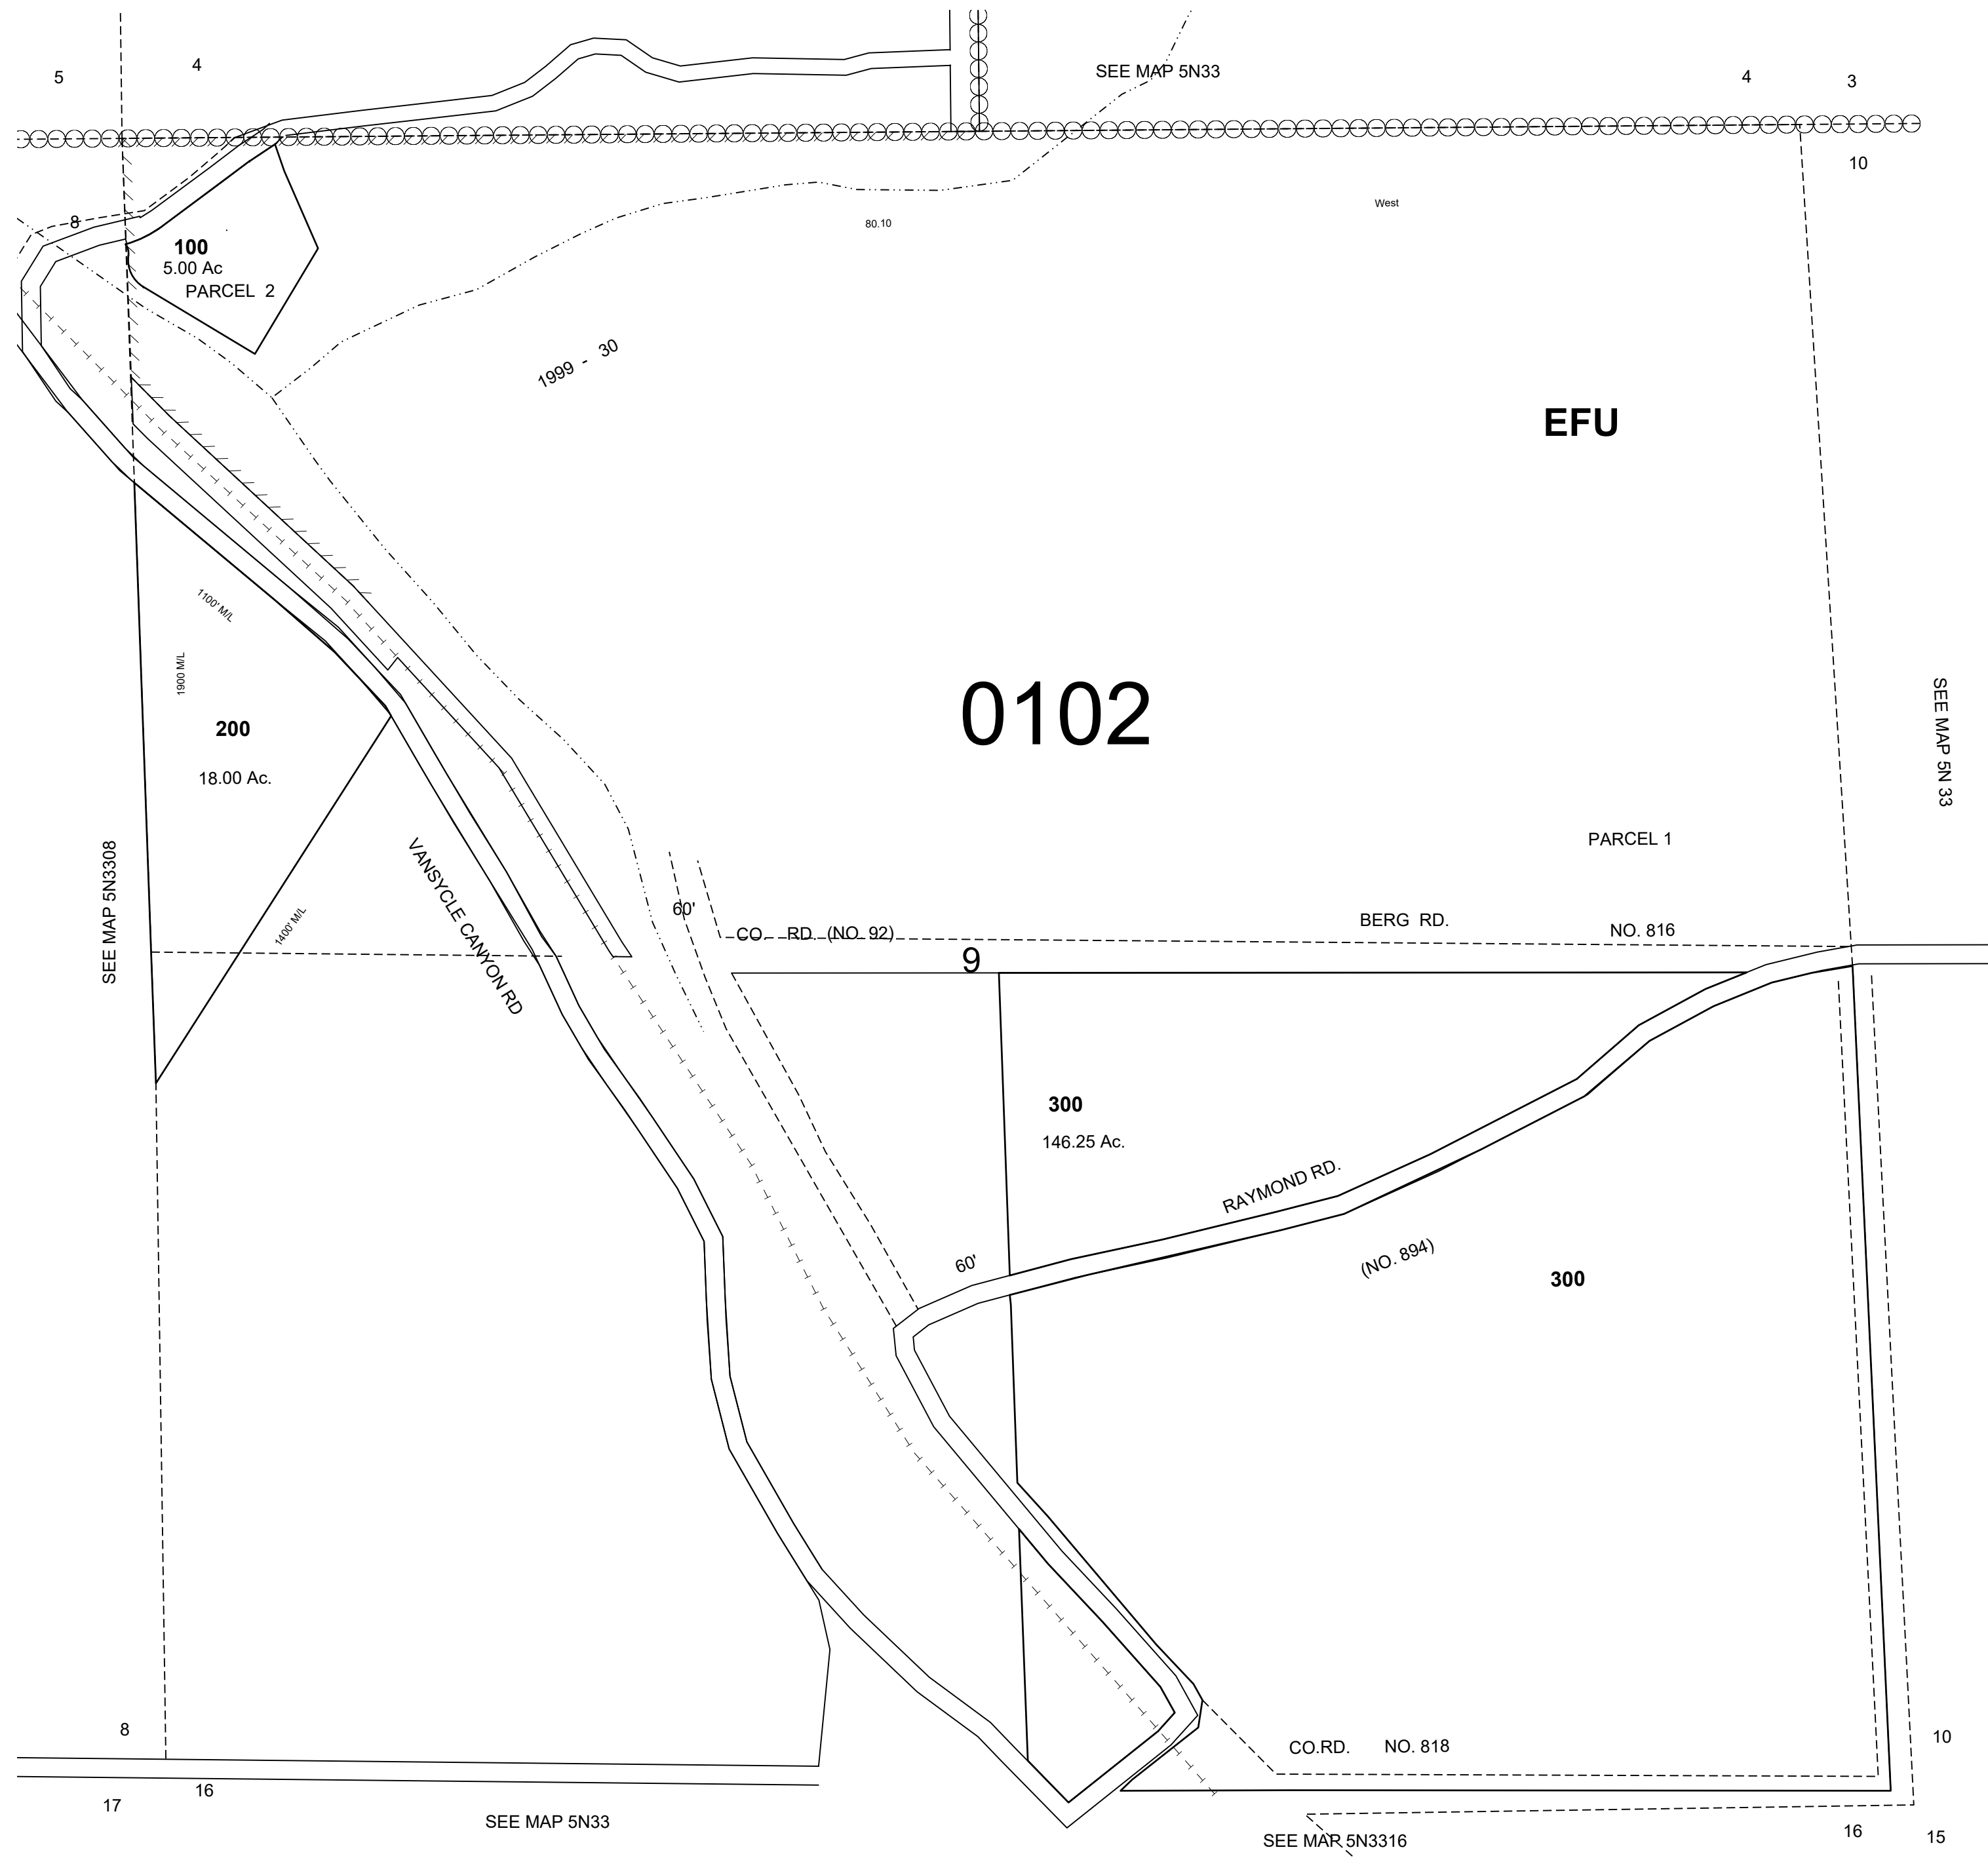 5
4
SEE MAP 5N33
4
3
10
8
West
80.10
100
5.00 Ac
PARCEL 2
1999 - 30
EFU
1100' M/L
1900 M/L
0102
SEE MAP 5N 33
200
18.00 Ac.
PARCEL 1
SEE MAP 5N3308
VANSYCLE CANYON RD
1400' M/L
60'
CO. RD. (NO. 92)
BERG RD.
NO. 816
9
300
146.25 Ac.
RAYMOND RD.
(NO. 894)
60'
300
8
CO.RD. NO. 818
10
16
17
SEE MAP 5N33
SEE MAP 5N3316
16
15